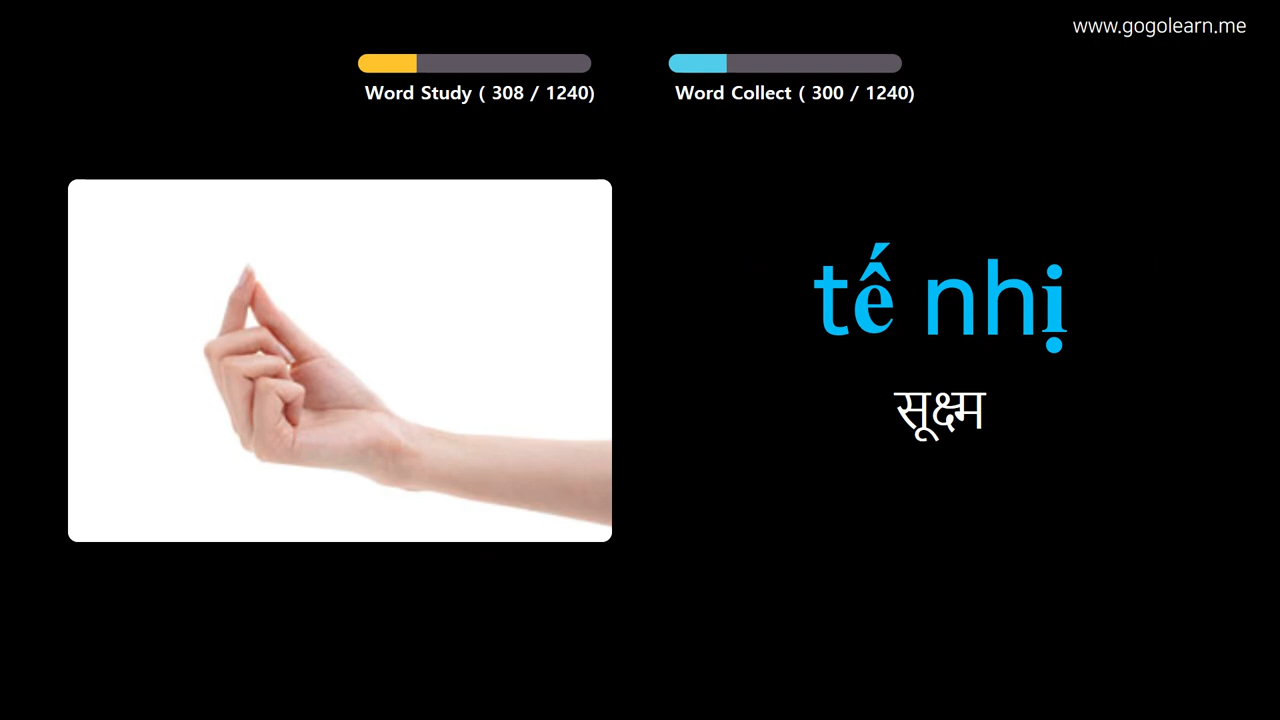 www.gogolearn.me
Word Study ( 308 / 1240)
Word Collect ( 300 / 1240)
tế nhị
सूक्ष्म